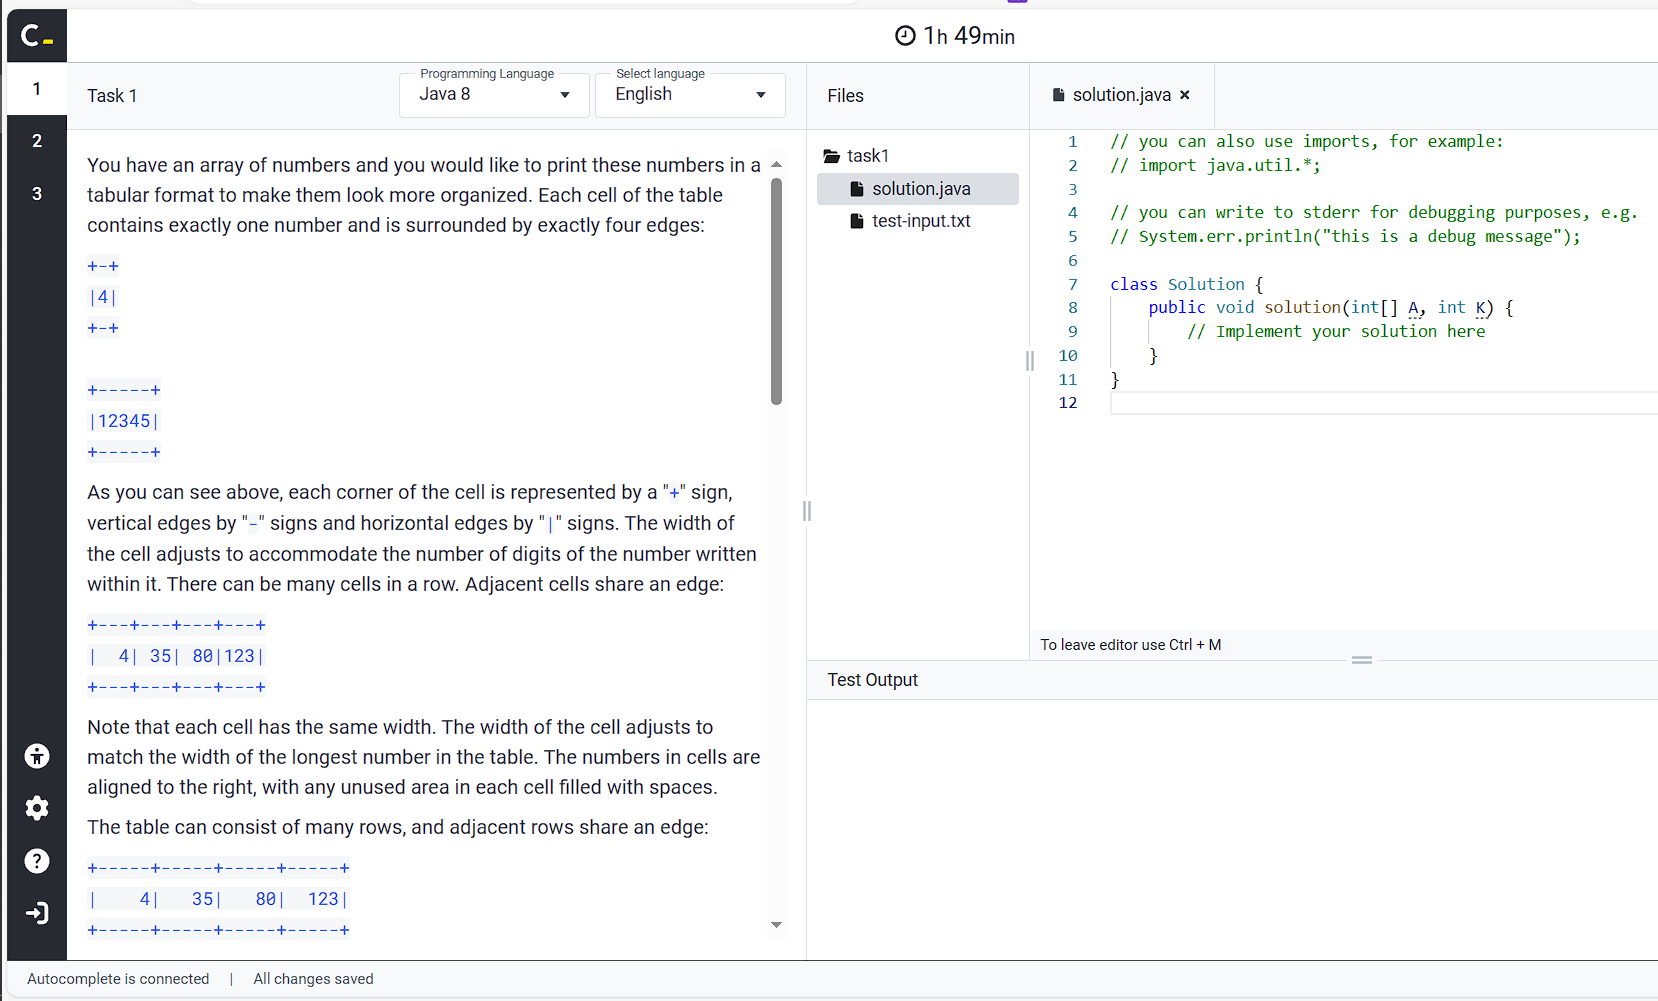 C_
1h 49min
1
2
3
Task 1
Programming Language
Java 8
Select language
English
You have an array of numbers and you would like to print these numbers in a
tabular format to make them look more organized. Each cell of the table
contains exactly one number and is surrounded by exactly four edges:
+-+
|4|
+-+
+-----+
|12345|
+-----+
As you can see above, each corner of the cell is represented by a "+" sign,
vertical edges by "-" signs and horizontal edges by "|" signs. The width of
the cell adjusts to accommodate the number of digits of the number written
within it. There can be many cells in a row. Adjacent cells share an edge:
+---+---+---+---+
|  4| 35| 80|123|
+---+---+---+---+
Note that each cell has the same width. The width of the cell adjusts to
match the width of the longest number in the table. The numbers in cells are
aligned to the right, with any unused area in each cell filled with spaces.
The table can consist of many rows, and adjacent rows share an edge:
+-----+-----+-----+-----+
|    4|   35|   80|  123|
+-----+-----+-----+-----+
Files
task1
solution.java
test-input.txt
solution.java ×
1 // you can also use imports, for example:
2 // import java.util.*;
3
4 // you can write to stderr for debugging purposes, e.g.
5 // System.err.println("this is a debug message");
6
7 class Solution {
8     public void solution(int[] A, int K) {
9         // Implement your solution here
10     }
11 }
12
To leave editor use Ctrl + M
Test Output
Autocomplete is connected | All changes saved